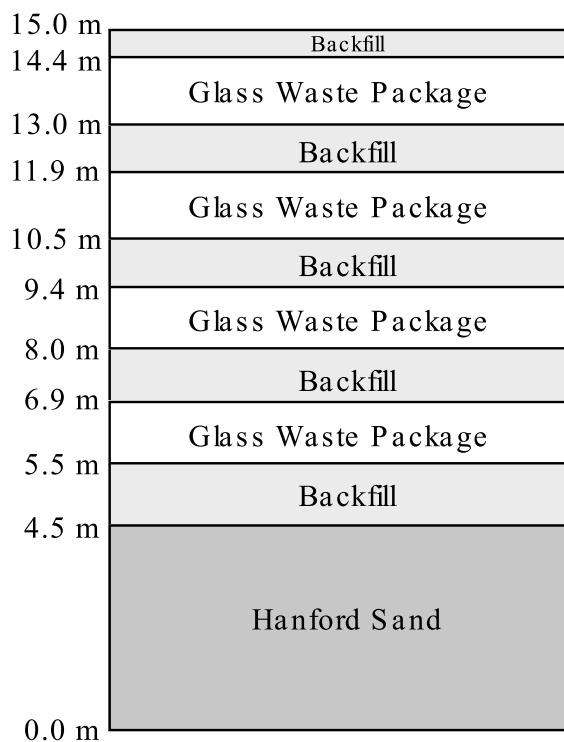 15.0 m
Backfill
14.4 m
Glass Waste Package
13.0 m
Backfill
11.9 m
Glass Waste Package
10.5 m
Backfill
9.4 m
Glass Waste Package
8.0 m
Backfill
6.9 m
Glass Waste Package
5.5 m
Backfill
4.5 m
Hanford Sand
0.0 m